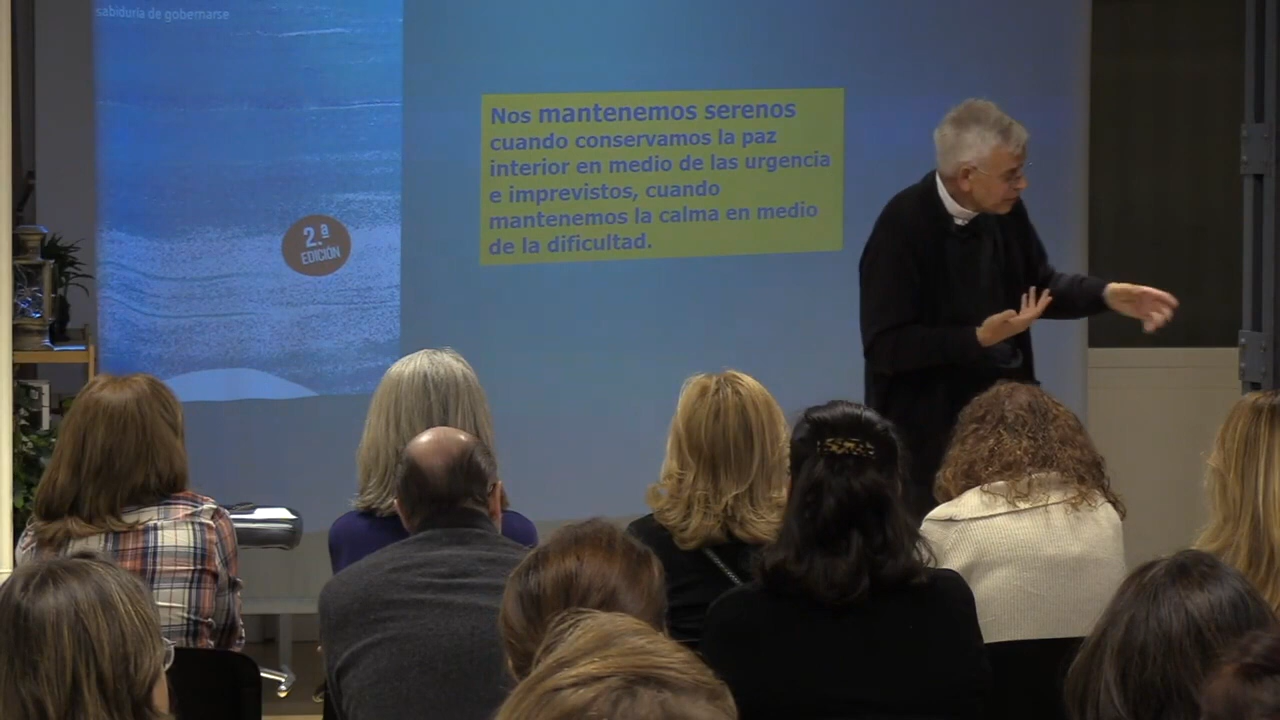 sabiduría de gobernarse
2.ª
EDICIÓN
Nos mantenemos serenos
cuando conservamos la paz
interior en medio de las urgencia
e imprevistos, cuando
mantenemos la calma en medio
de la dificultad.